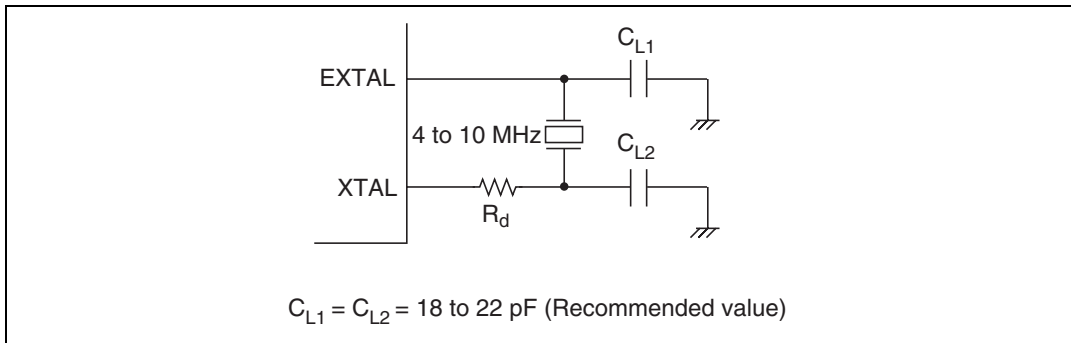 C_L1
EXTAL
4 to 10 MHz
C_L2
XTAL
R_d
C_L1 = C_L2 = 18 to 22 pF (Recommended value)